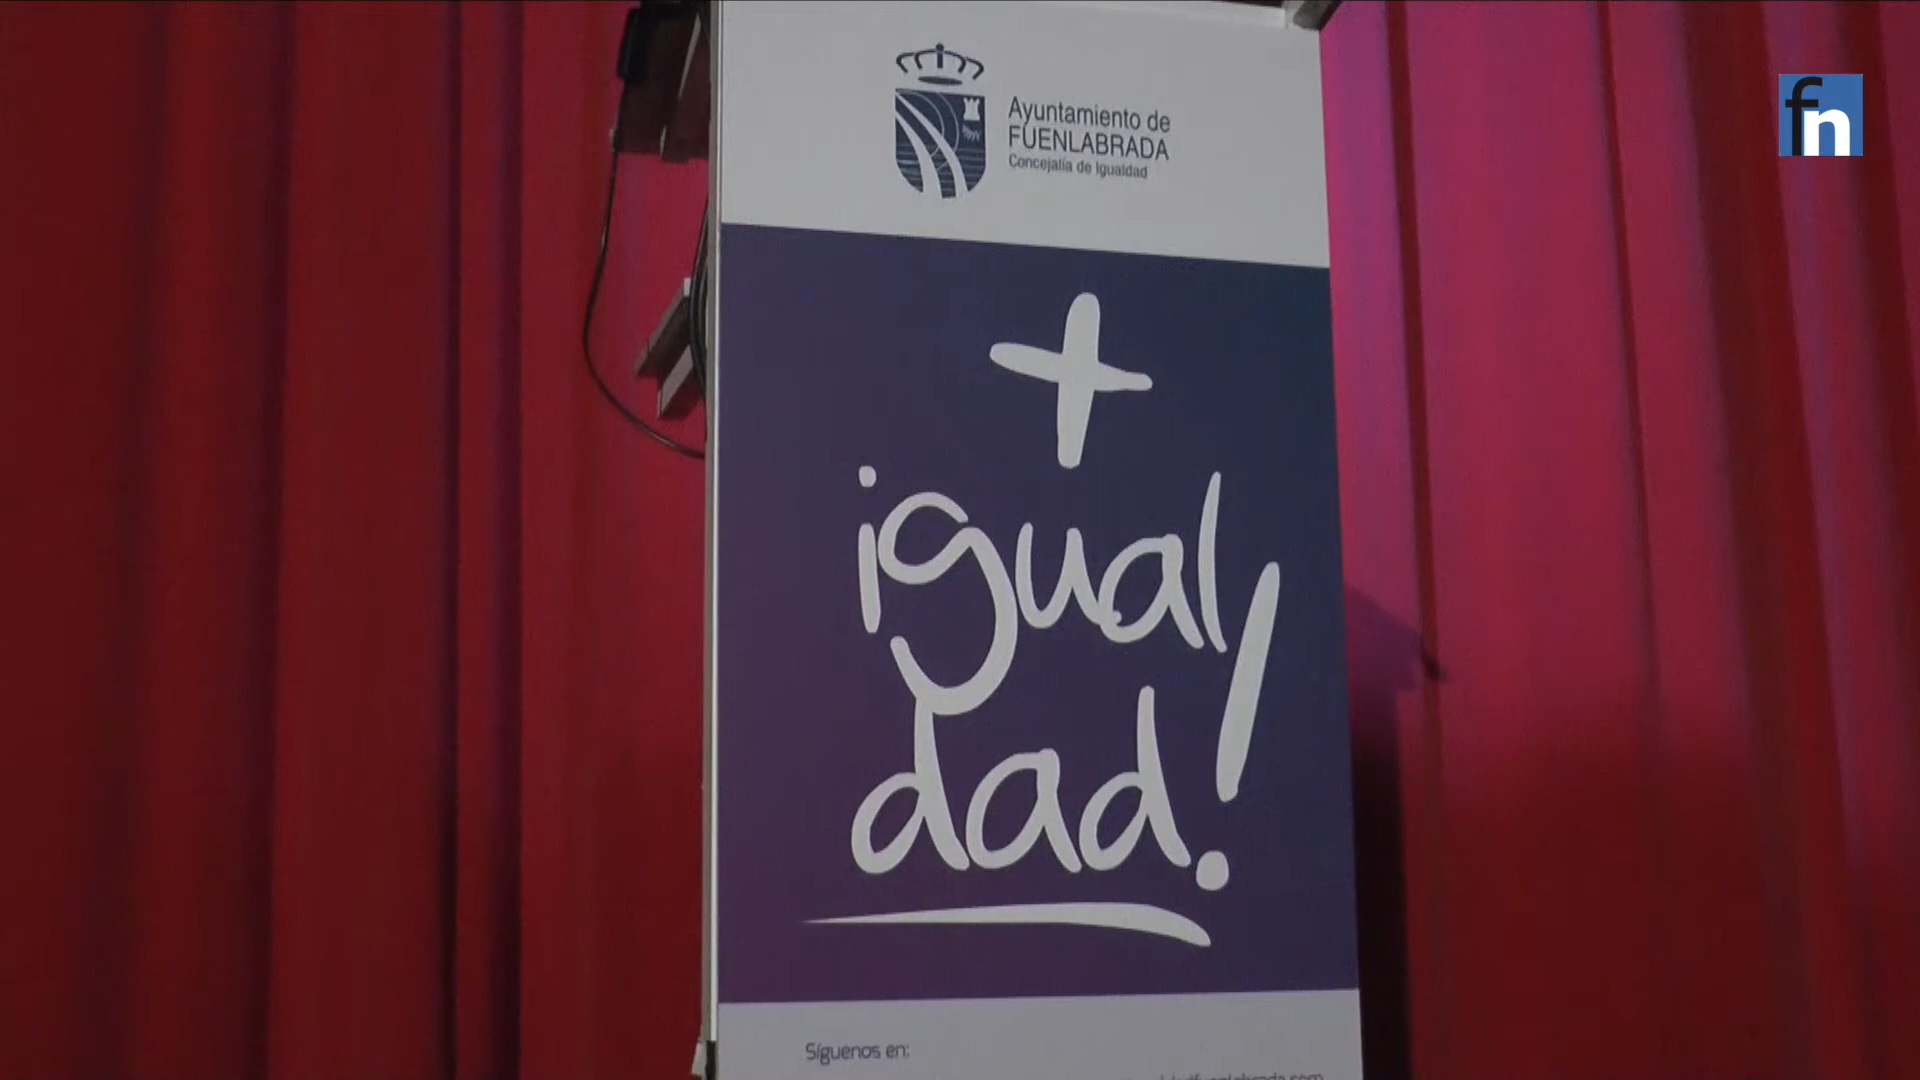 fn
Ayuntamiento de
FUENLABRADA
Concejalía de Igualdad
+
igual
dad!
Síguenos en: